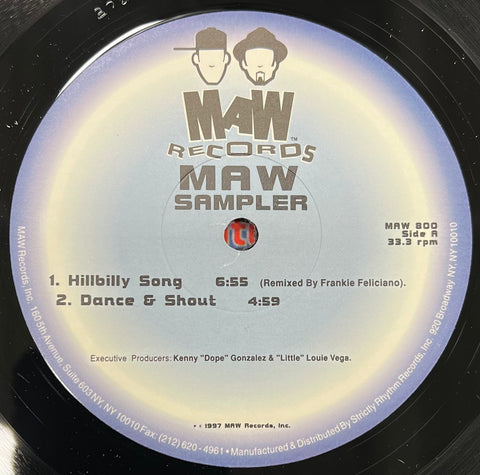 MAW
™
RECORDS
MAW
SAMPLER
MAW 800
Side A
33.3 rpm
1. Hillbilly Song 6:55 (Remixed By Frankie Feliciano).
2. Dance & Shout 4:59
Executive Producers: Kenny "Dope" Gonzalez & "Little" Louie Vega.
• © 1997 MAW Records, Inc.
MAW Records, Inc. 160 5th Avenue, Suite 603 NY, NY 10010 Fax: (212) 620 - 4961 • Manufactured & Distributed By Strictly Rhythm Records, Inc. 920 Broadway NY, NY 10010